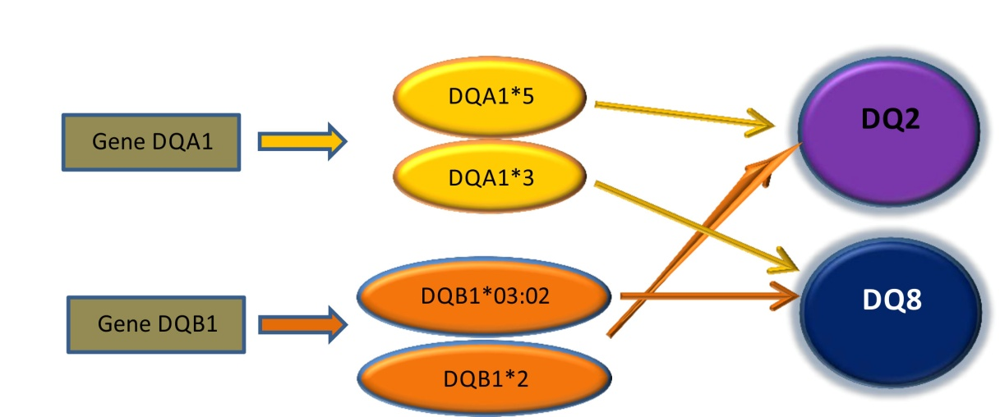 Gene DQA1
DQA1*5
DQA1*3
DQ2
Gene DQB1
DQB1*03:02
DQB1*2
DQ8